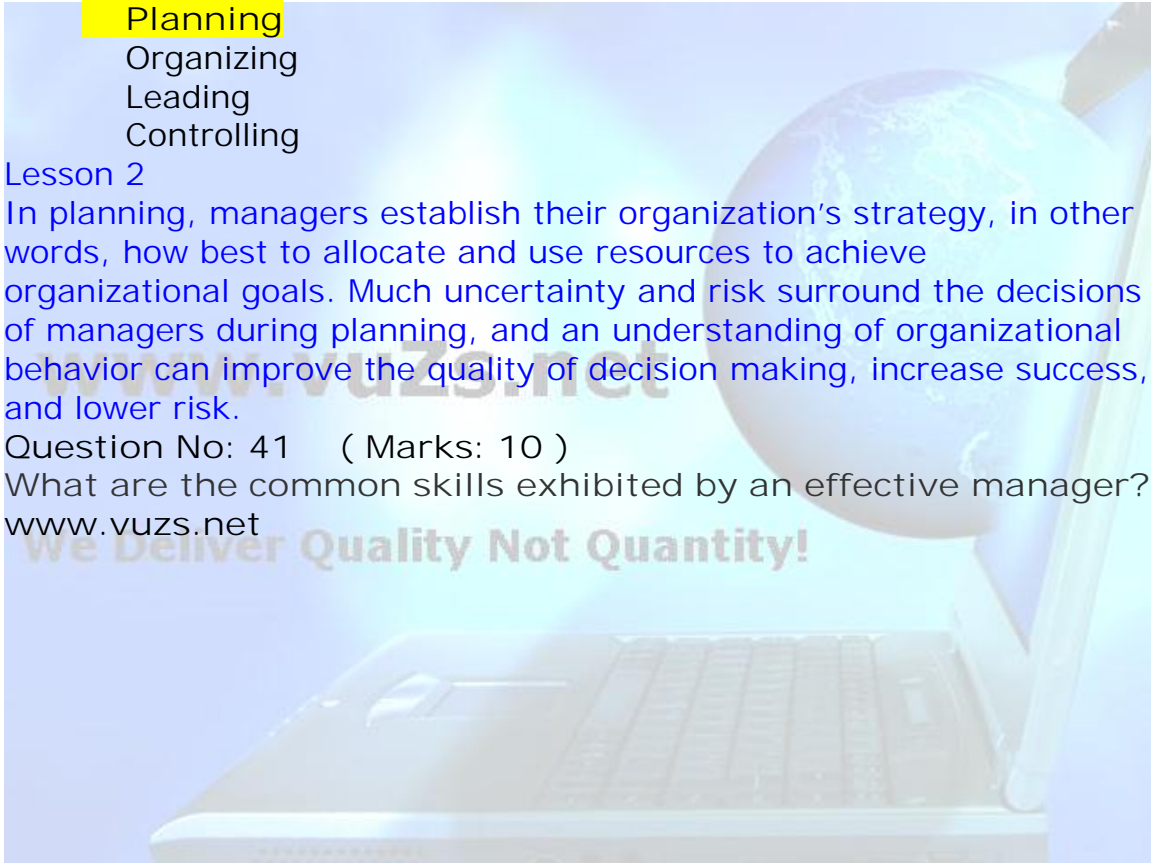 Planning
Organizing
Leading
Controlling
Lesson 2
In planning, managers establish their organization's strategy, in other
words, how best to allocate and use resources to achieve
organizational goals. Much uncertainty and risk surround the decisions
of managers during planning, and an understanding of organizational
behavior can improve the quality of decision making, increase success,
www.vuZs.net
and lower risk.
Question No: 41 ( Marks: 10 )
What are the common skills exhibited by an effective manager?
www.vuzs.net
We Deliver Quality Not Quantity!